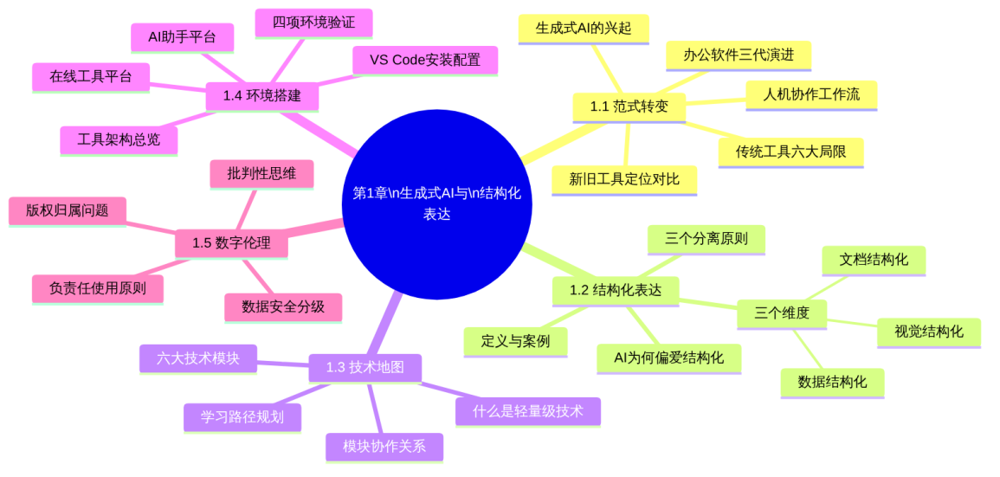 第1章\n生成式AI与\n结构化
表达
1.1 范式转变
生成式AI的兴起
办公软件三代演进
人机协作工作流
传统工具六大局限
新旧工具定位对比
1.2 结构化表达
三个分离原则
三个维度
文档结构化
视觉结构化
数据结构化
AI为何偏爱结构化
定义与案例
1.3 技术地图
六大技术模块
学习路径规划
模块协作关系
什么是轻量级技术
1.4 环境搭建
四项环境验证
AI助手平台
VS Code安装配置
在线工具平台
工具架构总览
1.5 数字伦理
批判性思维
版权归属问题
负责任使用原则
数据安全分级